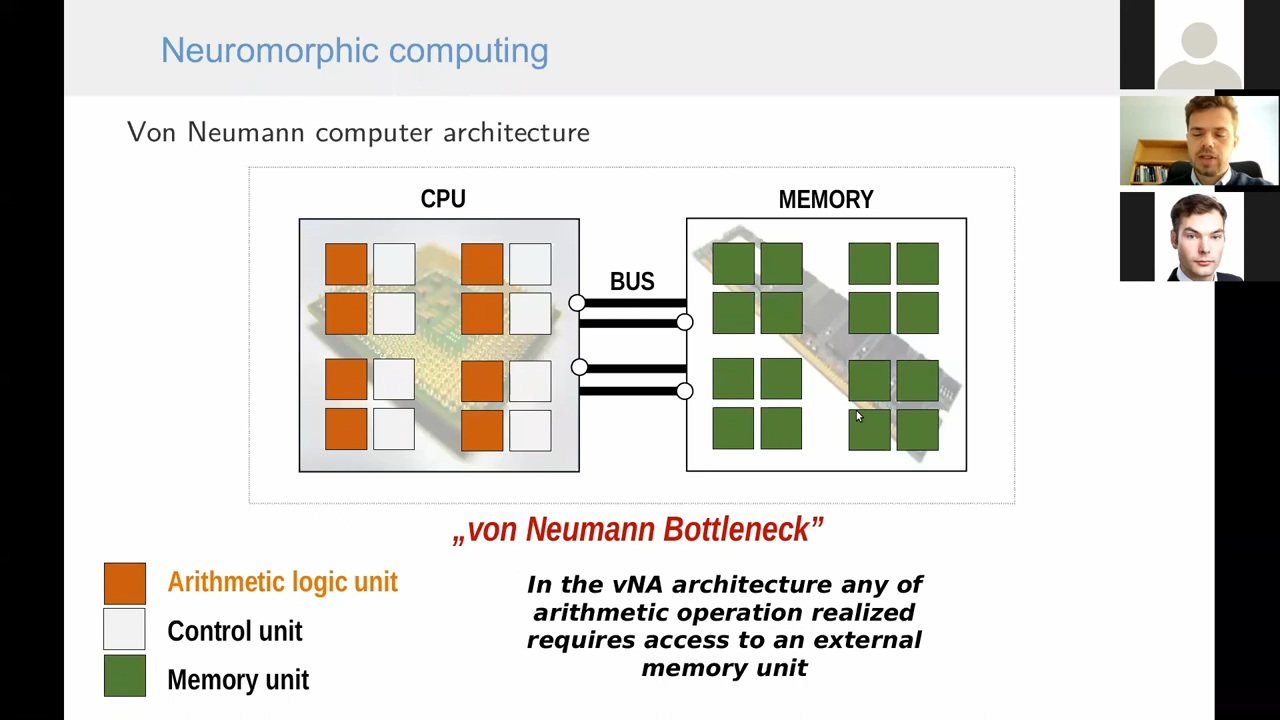 Neuromorphic computing
Von Neumann computer architecture
CPU
MEMORY
BUS
„von Neumann Bottleneck”
Arithmetic logic unit
Control unit
Memory unit
In the vNA architecture any of
arithmetic operation realized
requires access to an external
memory unit